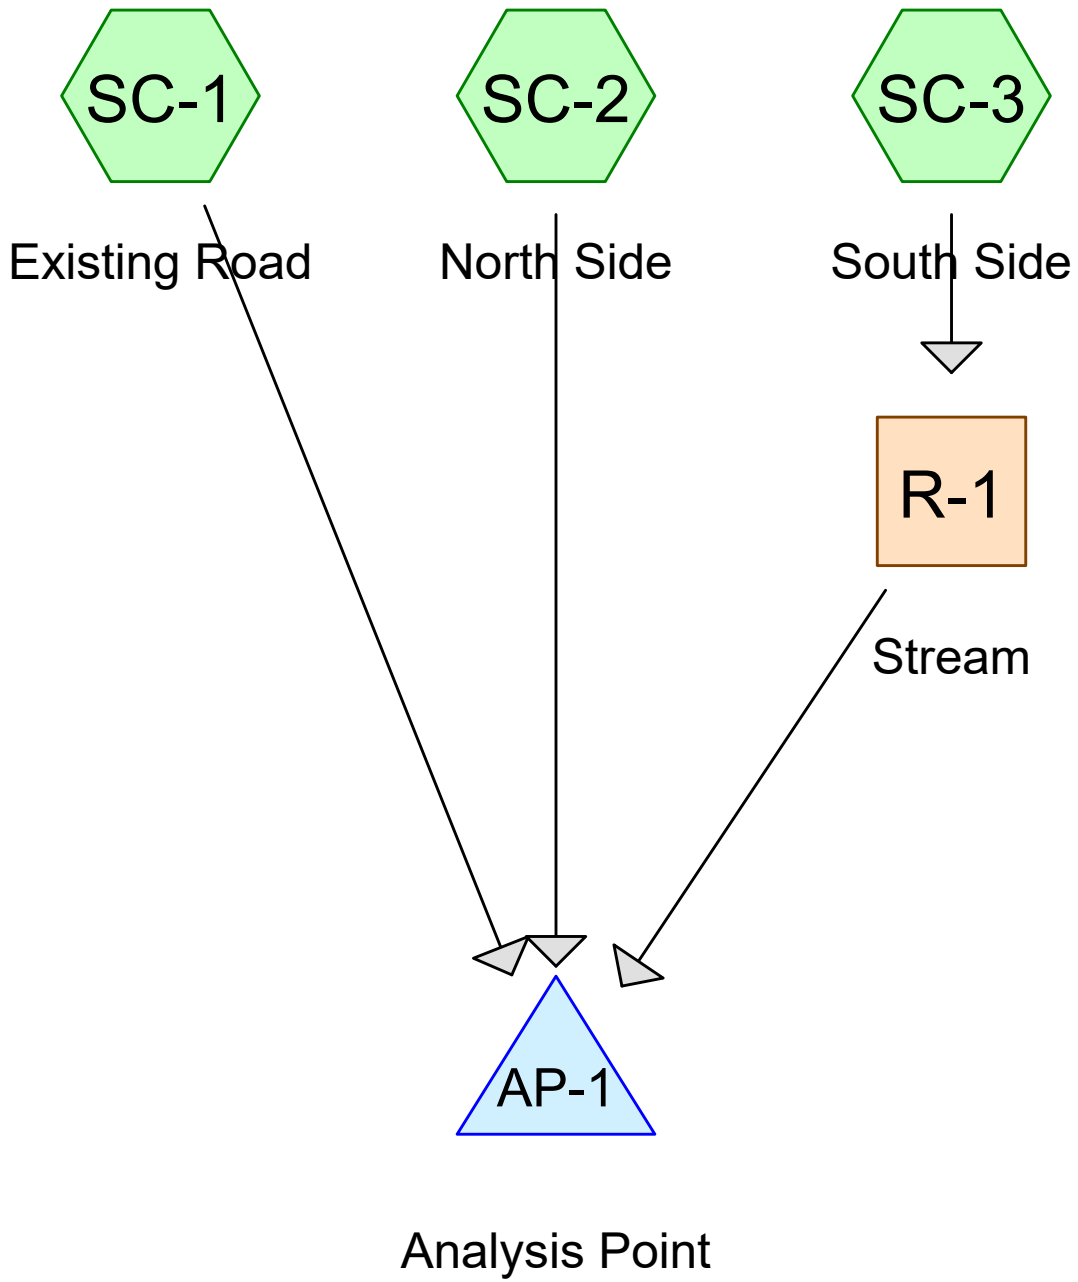 SC-1
SC-2
SC-3
Existing Road
North Side
South Side
R-1
Stream
AP-1
Analysis Point